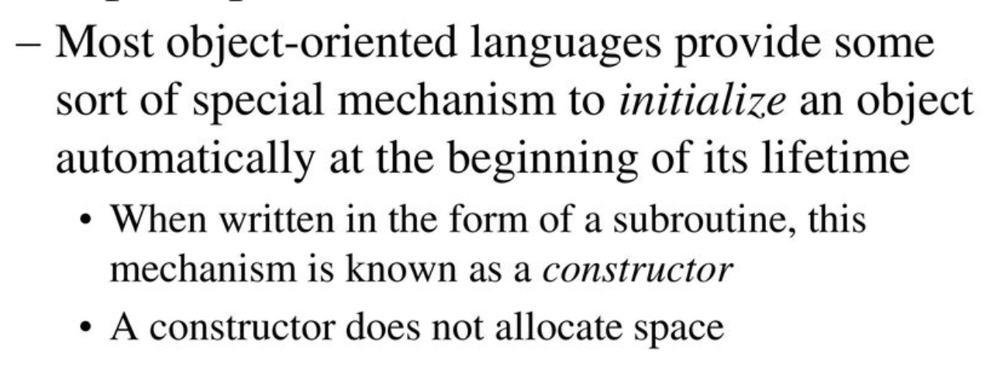 – Most object-oriented languages provide some
sort of special mechanism to initialize an object
automatically at the beginning of its lifetime
• When written in the form of a subroutine, this
mechanism is known as a constructor
• A constructor does not allocate space